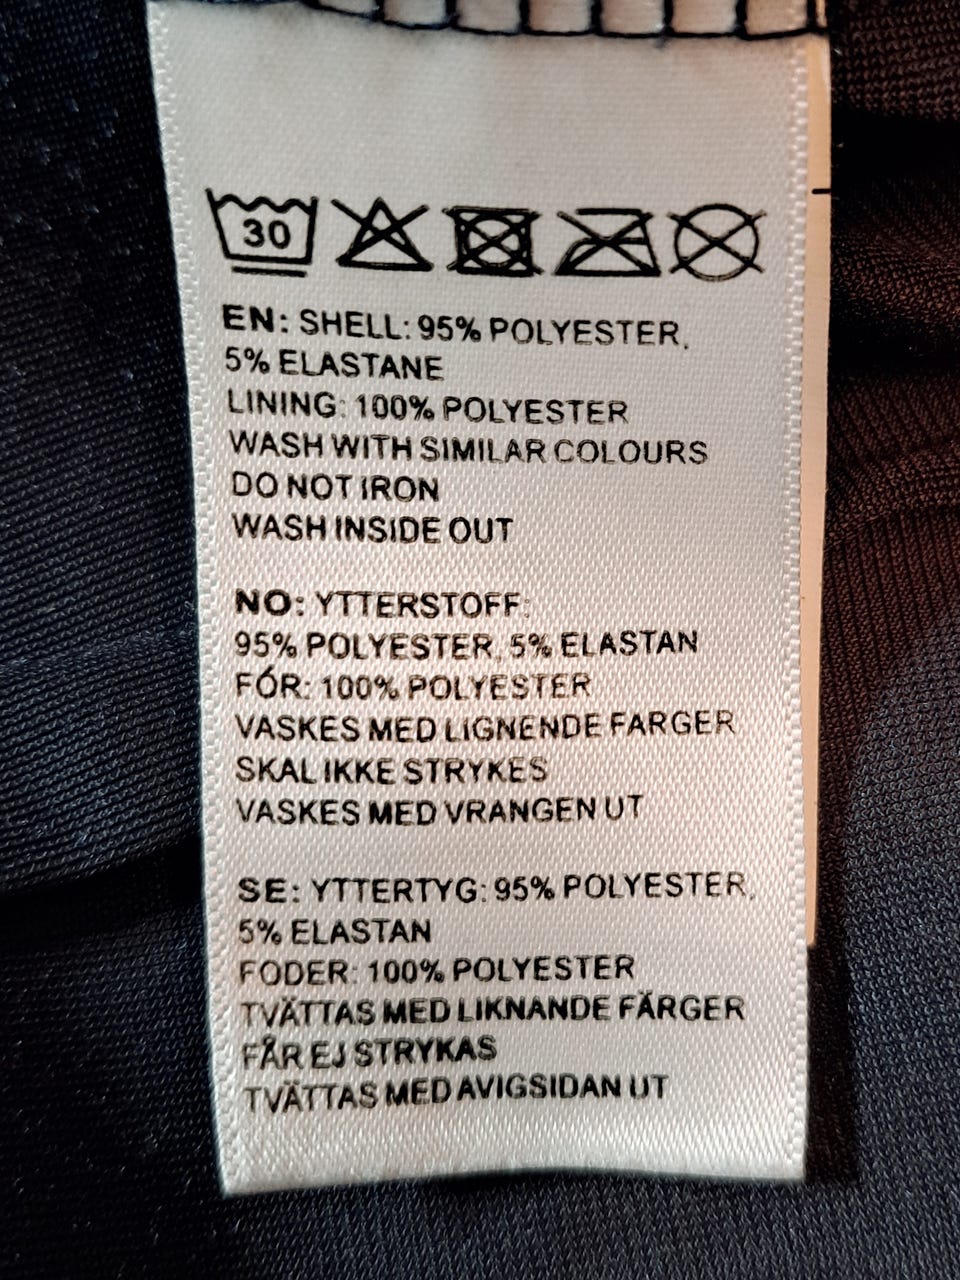 30
EN: SHELL: 95% POLYESTER,
5% ELASTANE
LINING: 100% POLYESTER
WASH WITH SIMILAR COLOURS
DO NOT IRON
WASH INSIDE OUT
NO: YTTERSTOFF:
95% POLYESTER, 5% ELASTAN
FÓR: 100% POLYESTER
VASKES MED LIGNENDE FARGER
SKAL IKKE STRYKES
VASKES MED VRANGEN UT
SE: YTTERTYG: 95% POLYESTER,
5% ELASTAN
FODER: 100% POLYESTER
TVÄTTAS MED LIKNANDE FÄRGER
FÅR EJ STRYKAS
TVÄTTAS MED AVIGSIDAN UT